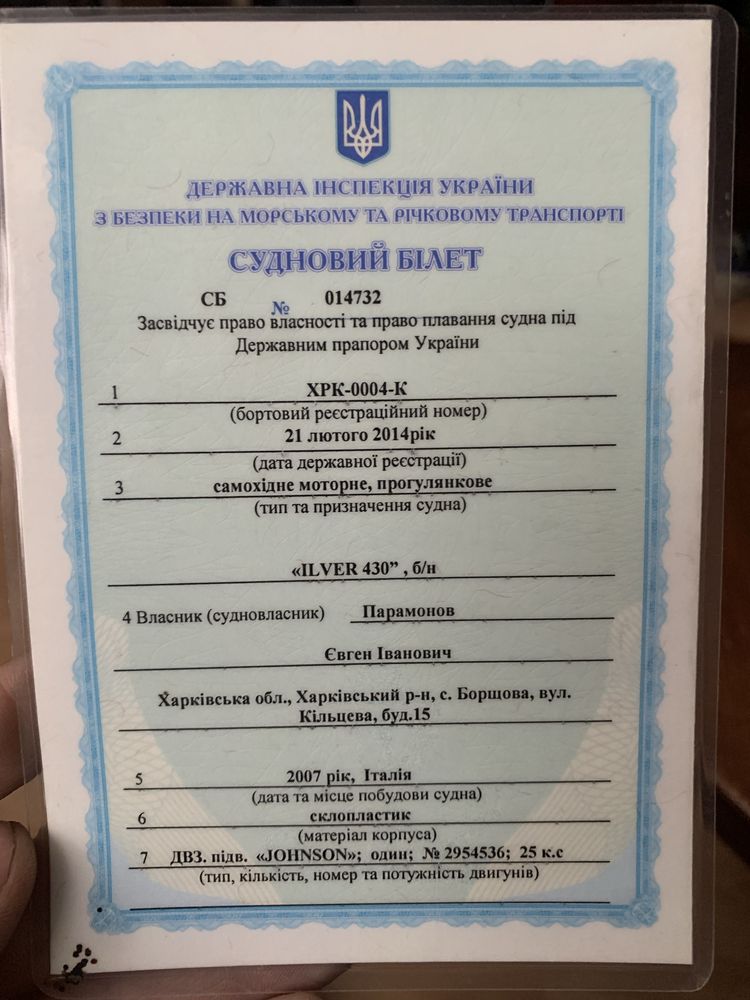 ДЕРЖАВНА ІНСПЕКЦІЯ УКРАЇНИ
З БЕЗПЕКИ НА МОРСЬКОМУ ТА РІЧКОВОМУ ТРАНСПОРТІ
СУДНОВИЙ БІЛЕТ
СБ № 014732
Засвідчує право власності та право плавання судна під
Державним прапором України
1 ХРК-0004-К
(бортовий реєстраційний номер)
2 21 лютого 2014рік
(дата державної реєстрації)
3 самохідне моторне, прогулянкове
(тип та призначення судна)
«ILVER 430” , б/н
4 Власник (судновласник) Парамонов
Євген Іванович
Харківська обл., Харківський р-н, с. Борщова, вул.
Кільцева, буд.15
5 2007 рік, Італія
(дата та місце побудови судна)
6 склопластик
(матеріал корпуса)
7 ДВЗ. підв. «JOHNSON»; один; № 2954536; 25 к.с
(тип, кількість, номер та потужність двигунів)